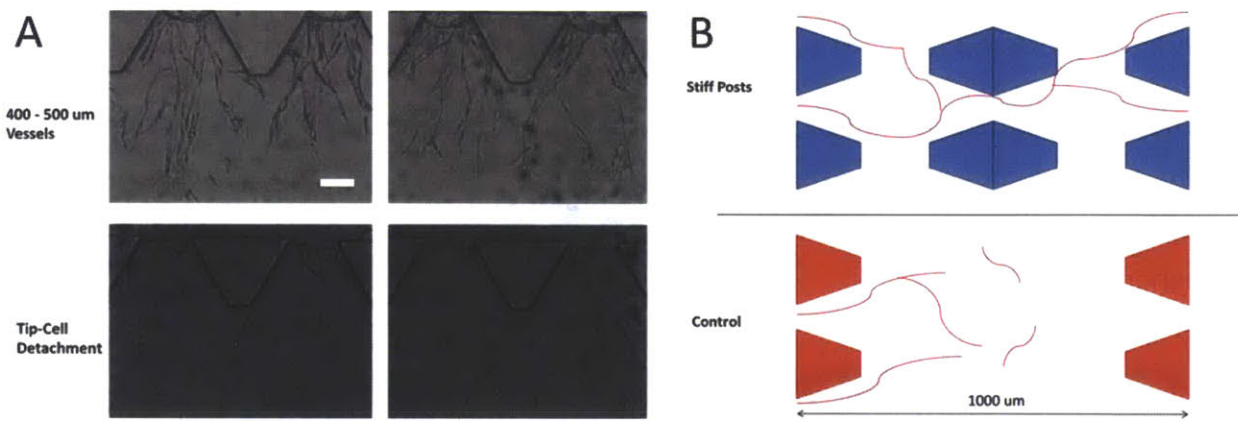 A
400 - 500 um
Vessels
Tip-Cell
Detachment
B
Stiff Posts
Control
1000 um